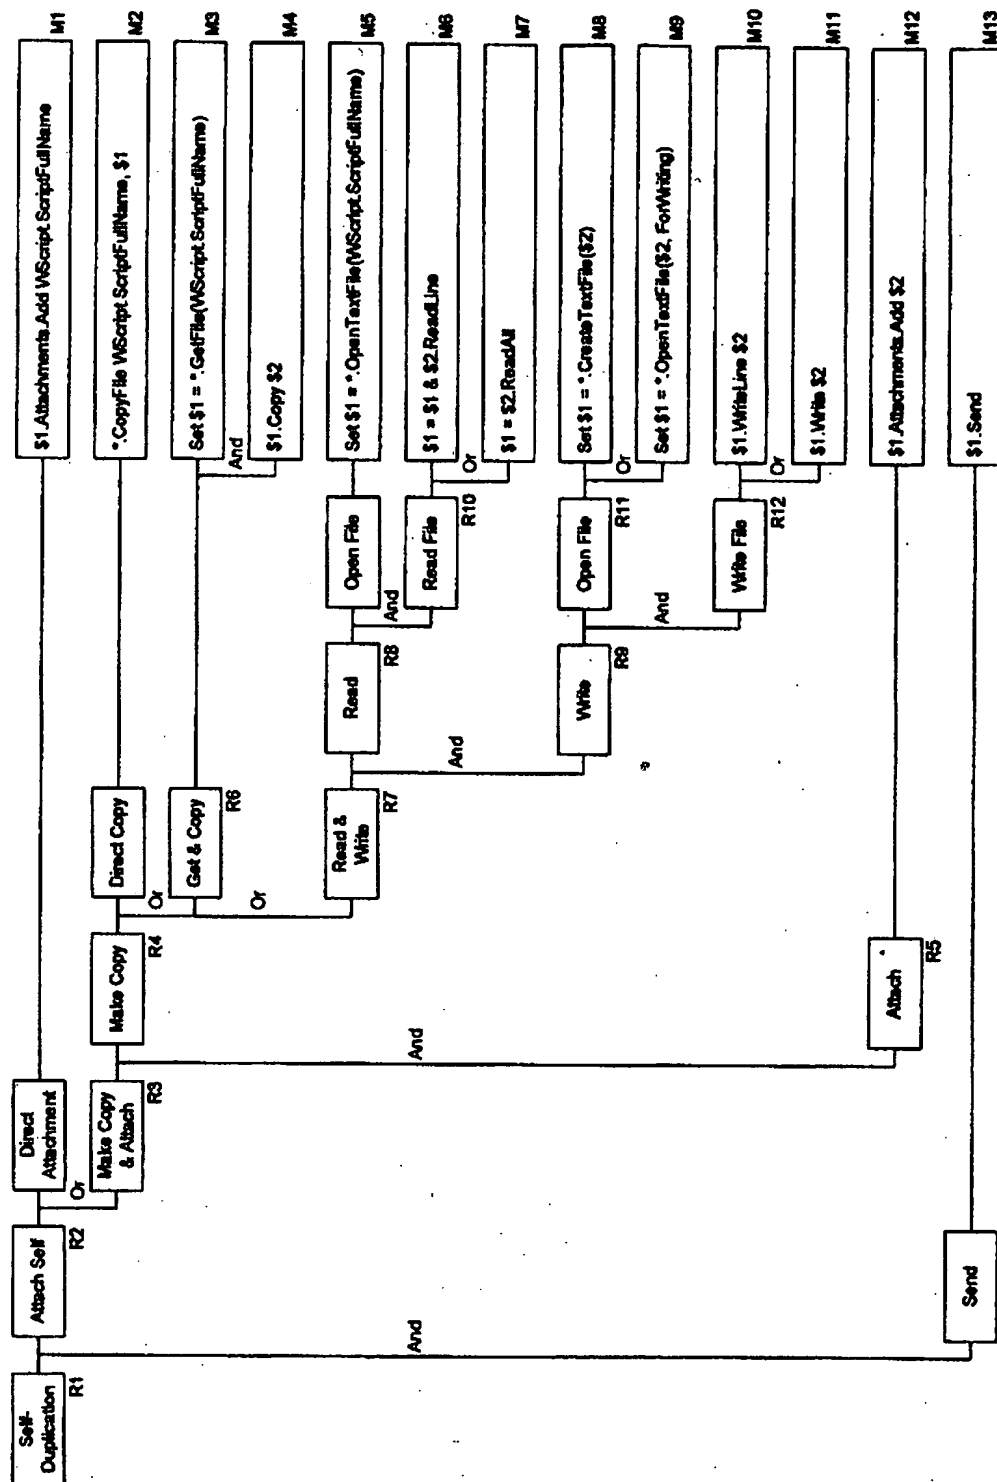 Self-
Duplication
R1
And
Attach Self
R2
Or
Direct
Attachment
$1.Attachments.Add WScript.ScriptFullName
M1
Make Copy
& Attach
R3
And
Make Copy
R4
Or
Or
Direct Copy
*.CopyFile WScript.ScriptFullName, $1
M2
Get & Copy
R6
Set $1 = *.GetFile(WScript.ScriptFullName)
M3
And
$1.Copy $2
M4
Read &
Write
R7
And
Read
R8
And
Open File
Set $1 = *.OpenTextFile(WScript.ScriptFullName)
M5
Read File
R10
$1 = $1 & $2.ReadLine
M6
Or
$1 = $2.ReadAll
M7
Write
R9
And
Open File
R11
Set $1 = *.CreateTextFile($2)
M8
Or
Set $1 = *.OpenTextFile($2, ForWriting)
M9
Write File
R12
$1.WriteLine $2
M10
Or
$1.Write $2
M11
Attach
R5
$1.Attachments.Add $2
M12
Send
$1.Send
M13